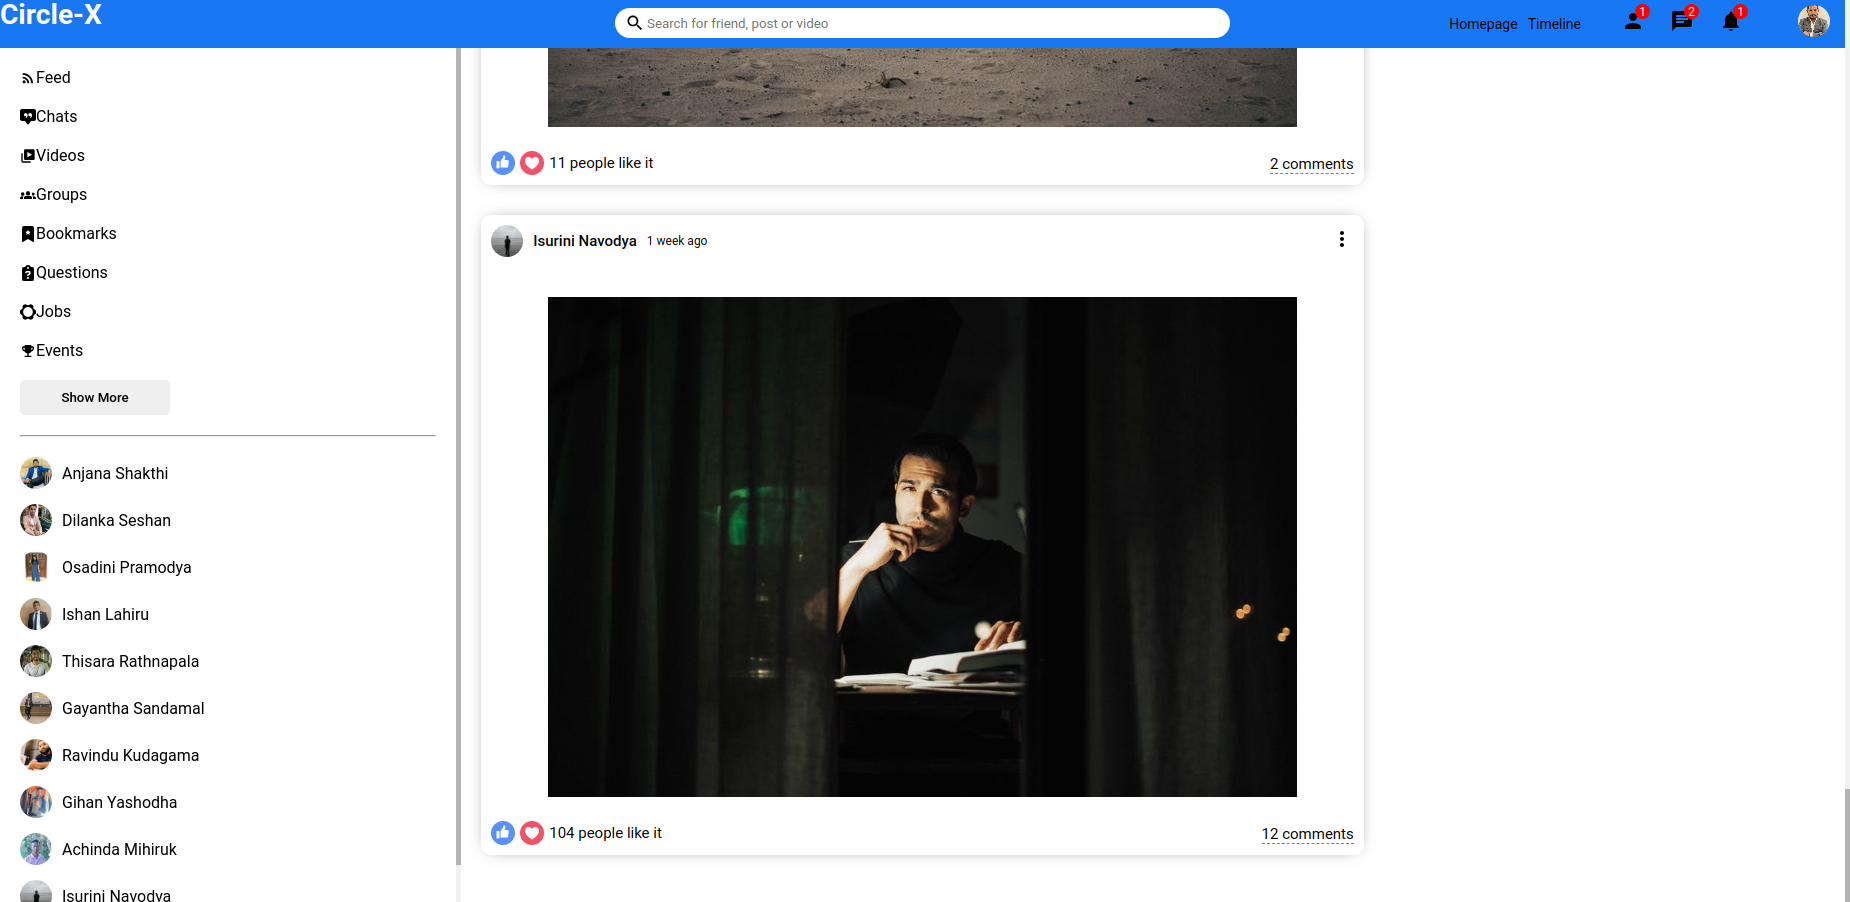 Circle-X
Search for friend, post or video
Homepage Timeline
1
2
1
Feed
Chats
Videos
Groups
Bookmarks
Questions
Jobs
Events
Show More
Anjana Shakthi
Dilanka Seshan
Osadini Pramodya
Ishan Lahiru
Thisara Rathnapala
Gayantha Sandamal
Ravindu Kudagama
Gihan Yashodha
Achinda Mihiruk
Isurini Navodya
11 people like it
2 comments
Isurini Navodya 1 week ago
104 people like it
12 comments